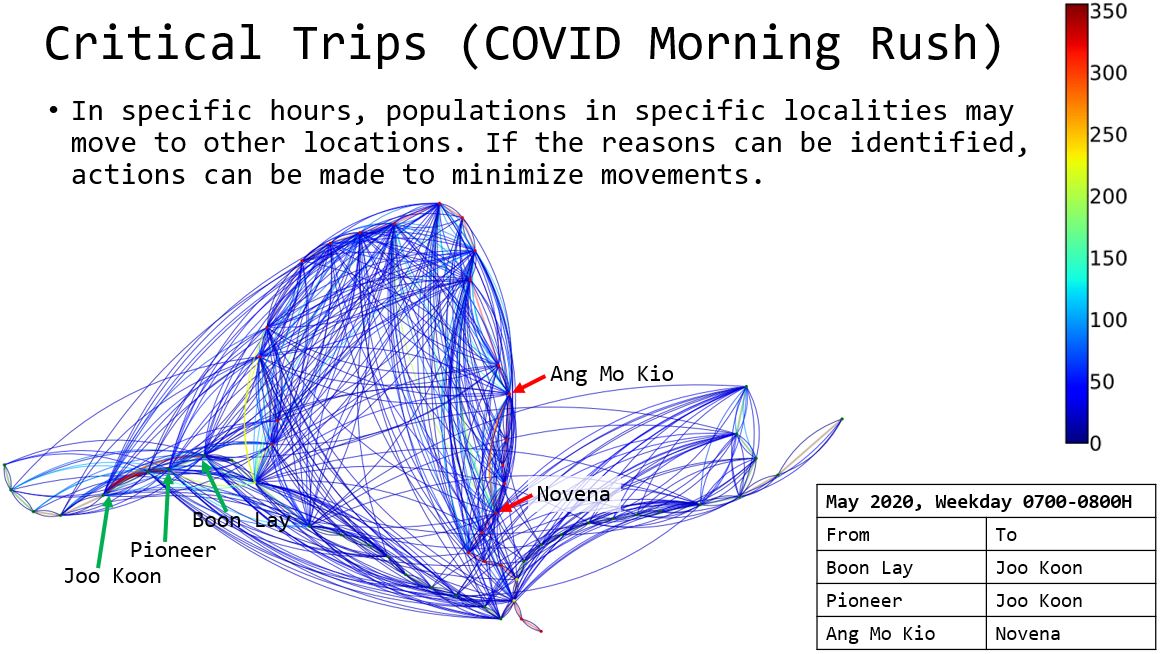 Critical Trips (COVID Morning Rush)
• In specific hours, populations in specific localities may
move to other locations. If the reasons can be identified,
actions can be made to minimize movements.
350
300
250
200
150
100
50
0
Ang Mo Kio
Novena
Boon Lay
Pioneer
Joo Koon
May 2020, Weekday 0700-0800H
From To
Boon Lay Joo Koon
Pioneer Joo Koon
Ang Mo Kio Novena